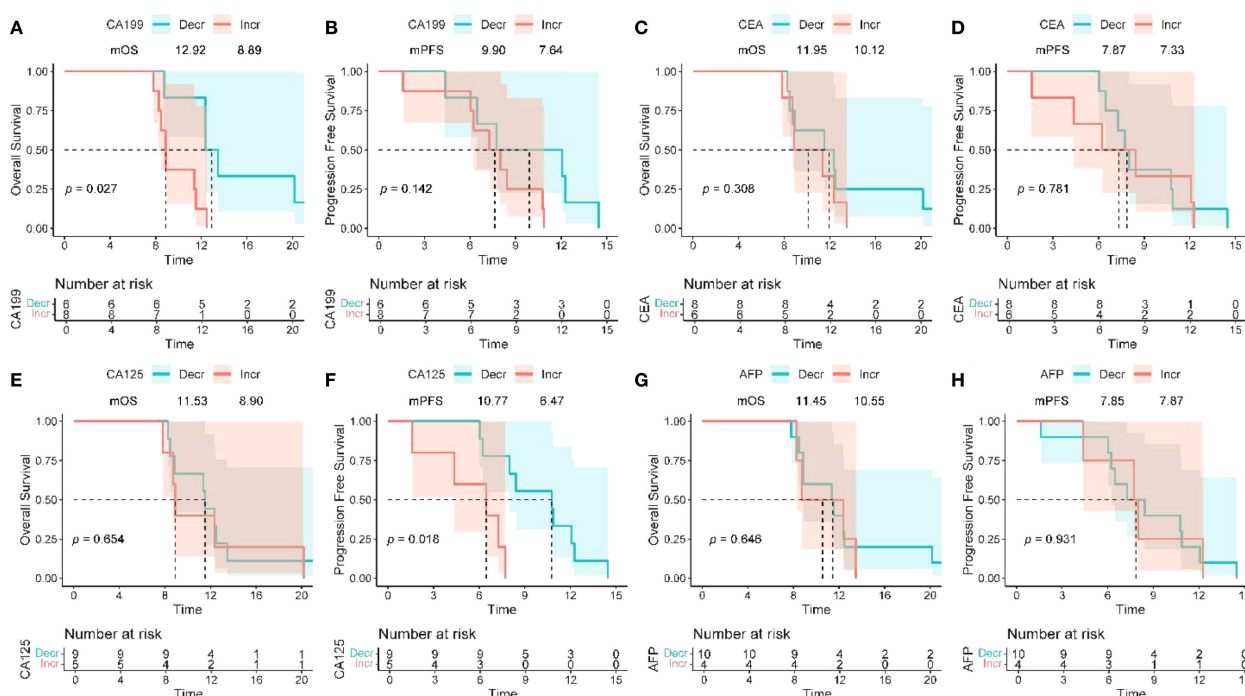 A CA199 Decr Incr
mOS 12.92 8.89
Overall Survival
1.00
0.75
0.50
0.25
0.00
p = 0.027
0 4 8 12 16 20
Time
Number at risk
CA199
Decr 6 6 6 5 2 2
Incr 8 8 7 1 0 0
0 4 8 12 16 20
Time
B CA199 Decr Incr
mPFS 9.90 7.64
Progression Free Survival
1.00
0.75
0.50
0.25
0.00
p = 0.142
0 3 6 9 12 15
Time
Number at risk
CA199
Decr 6 6 5 3 3 0
Incr 8 7 7 2 0 0
0 3 6 9 12 15
Time
C CEA Decr Incr
mOS 11.95 10.12
Overall Survival
1.00
0.75
0.50
0.25
0.00
p = 0.308
0 4 8 12 16 20
Time
Number at risk
CEA
Decr 8 8 8 4 2 2
Incr 6 6 5 2 0 0
0 4 8 12 16 20
Time
D CEA Decr Incr
mPFS 7.87 7.33
Progression Free Survival
1.00
0.75
0.50
0.25
0.00
p = 0.781
0 3 6 9 12 15
Time
Number at risk
CEA
Decr 8 8 8 3 1 0
Incr 6 5 4 2 2 0
0 3 6 9 12 15
Time
E CA125 Decr Incr
mOS 11.53 8.90
Overall Survival
1.00
0.75
0.50
0.25
0.00
p = 0.654
0 4 8 12 16 20
Time
Number at risk
CA125
Decr 9 9 9 4 1 1
Incr 5 5 4 2 1 1
0 4 8 12 16 20
Time
F CA125 Decr Incr
mPFS 10.77 6.47
Progression Free Survival
1.00
0.75
0.50
0.25
0.00
p = 0.018
0 3 6 9 12 15
Time
Number at risk
CA125
Decr 9 9 9 5 3 0
Incr 5 4 3 0 0 0
0 3 6 9 12 15
Time
G AFP Decr Incr
mOS 11.45 10.55
Overall Survival
1.00
0.75
0.50
0.25
0.00
p = 0.646
0 4 8 12 16 20
Time
Number at risk
AFP
Decr 10 10 9 4 2 2
Incr 4 4 4 2 0 0
0 4 8 12 16 20
Time
H AFP Decr Incr
mPFS 7.85 7.87
Progression Free Survival
1.00
0.75
0.50
0.25
0.00
p = 0.931
0 3 6 9 12
Time
Number at risk
AFP
Decr 10 9 9 4 2 0
Incr 4 4 3 1 1 0
0 3 6 9 12
Time